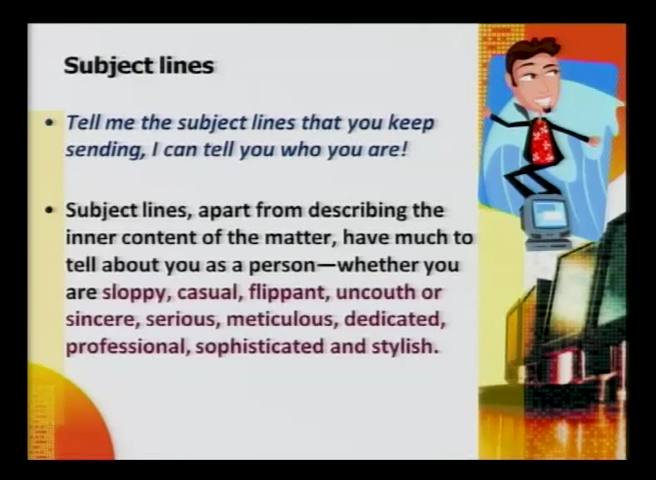 Subject lines
• Tell me the subject lines that you keep
sending, I can tell you who you are!
• Subject lines, apart from describing the
inner content of the matter, have much to
tell about you as a person—whether you
are sloppy, casual, flippant, uncouth or
sincere, serious, meticulous, dedicated,
professional, sophisticated and stylish.